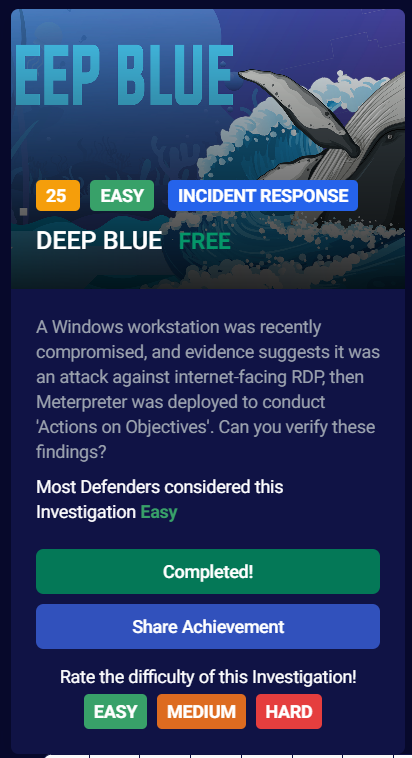 EEP BLUE
25 EASY INCIDENT RESPONSE
DEEP BLUE FREE
A Windows workstation was recently
compromised, and evidence suggests it was
an attack against internet-facing RDP, then
Meterpreter was deployed to conduct
'Actions on Objectives'. Can you verify these
findings?
Most Defenders considered this
Investigation Easy
Completed!
Share Achievement
Rate the difficulty of this Investigation!
EASY MEDIUM HARD